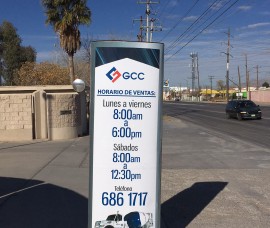 GCC
HORARIO DE VENTAS:
Lunes a viernes
8:00am
a
6:00pm
Sábados
8:00am
a
12:30pm
Teléfono
686 1717